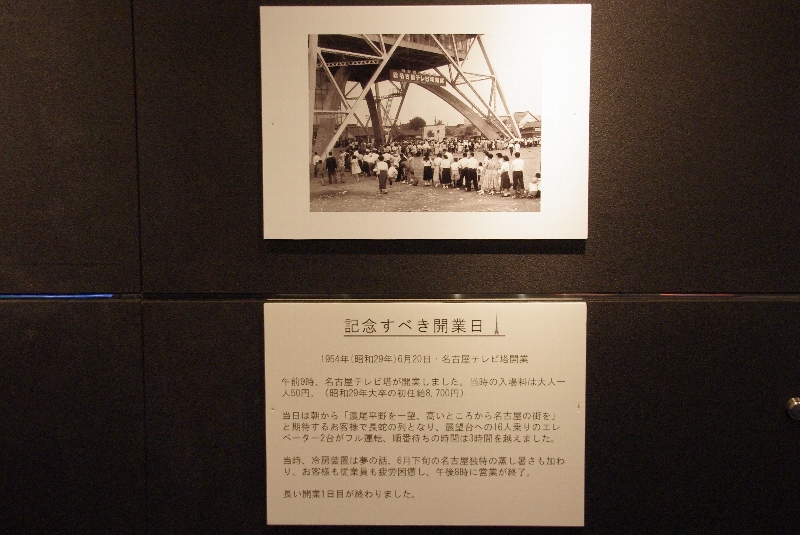 名古屋テレビ塔
記念すべき開業日
1954年(昭和29年)6月20日・名古屋テレビ塔開業
午前9時、名古屋テレビ塔が開業しました。当時の入場料は大人一
人50円。(昭和29年大卒の初任給8,700円)
当日は朝から「濃尾平野を一望、高いところから名古屋の街を」
と期待するお客様で長蛇の列となり、展望台への16人乗りのエレ
ベーター2台がフル運転、順番待ちの時間は3時間を越えました。
当時、冷房装置は夢の話、6月下旬の名古屋独特の蒸し暑さも加わ
り、お客様も従業員も疲労困憊し、午後8時に営業が終了。
長い開業1日目が終わりました。